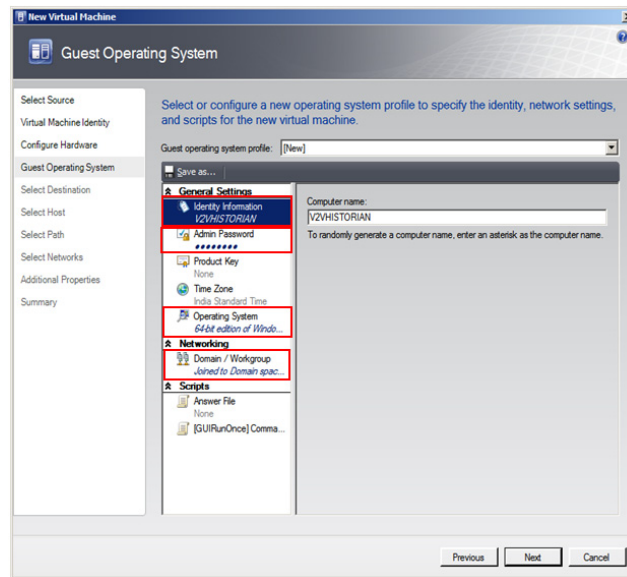 New Virtual Machine
Guest Operating System
Select Source
Virtual Machine Identity
Configure Hardware
Guest Operating System
Select Destination
Select Host
Select Path
Select Networks
Additional Properties
Summary
Select or configure a new operating system profile to specify the identity, network settings,
and scripts for the new virtual machine.
Guest operating system profile: [New]
Save as...
General Settings
Identity Information
V2VHISTORIAN
Admin Password
••••••••
Product Key
None
Time Zone
India Standard Time
Operating System
64-bit edition of Windo...
Networking
Domain / Workgroup
Joined to Domain spac...
Scripts
Answer File
None
[GUIRunOnce] Comma...
Computer name:
V2VHISTORIAN
To randomly generate a computer name, enter an asterisk as the computer name.
Previous
Next
Cancel